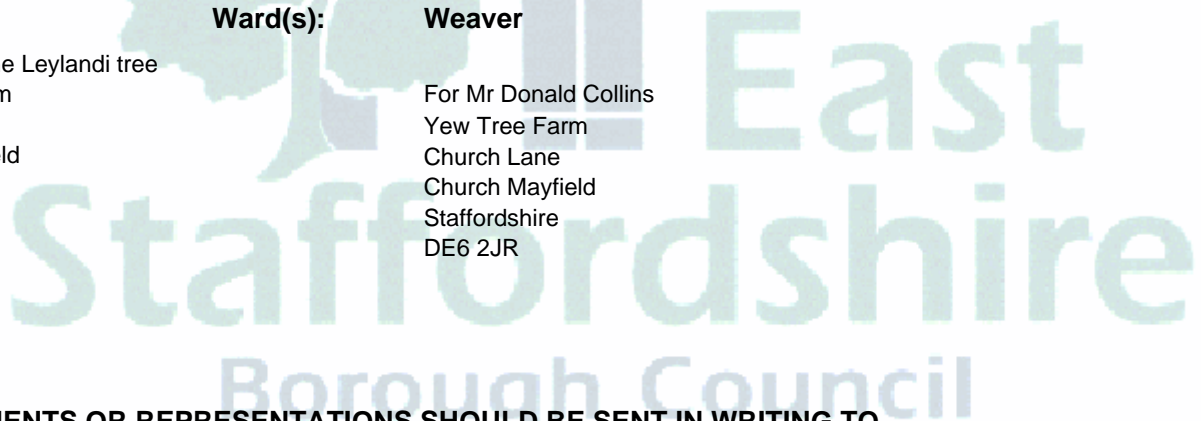 Ward(s): Weaver
e Leylandi tree
m
ld
For Mr Donald Collins
Yew Tree Farm
Church Lane
Church Mayfield
Staffordshire
DE6 2JR
East
Staffordshire
Borough Council
MENTS OR REPRESENTATIONS SHOULD BE SENT IN WRITING TO